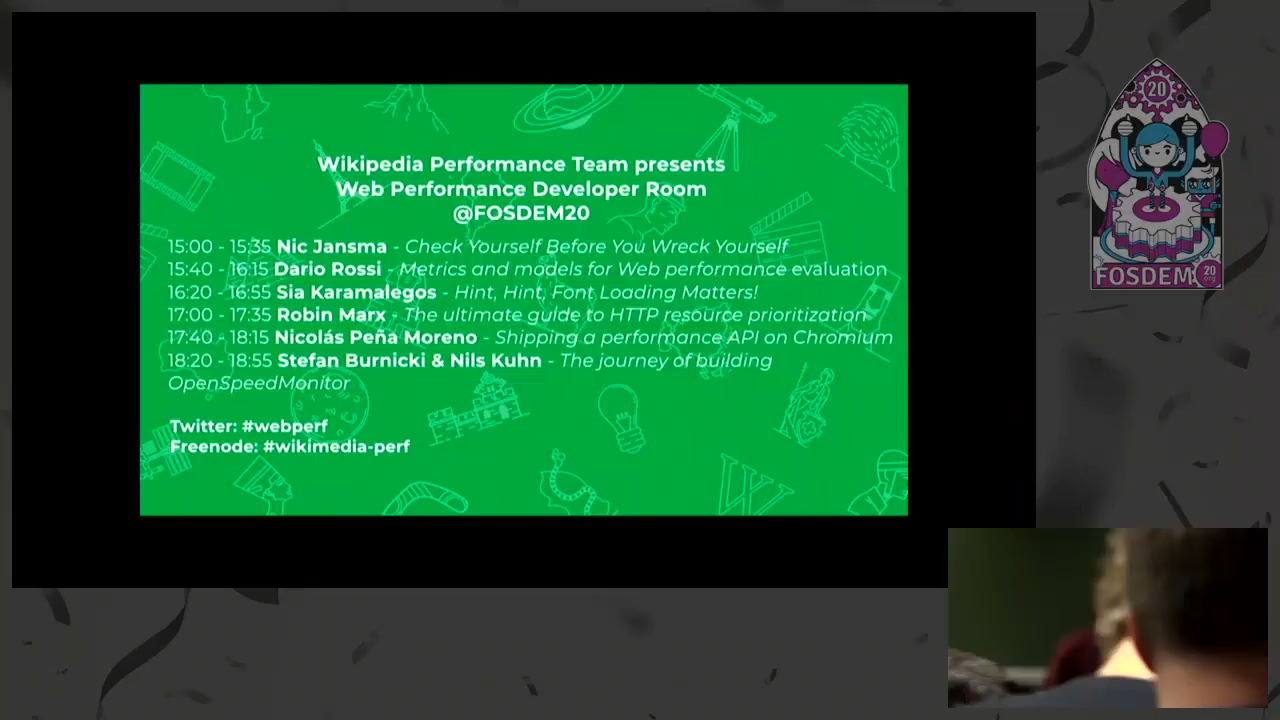 Wikipedia Performance Team presents
Web Performance Developer Room
@FOSDEM20
15:00 - 15:35 Nic Jansma - Check Yourself Before You Wreck Yourself
15:40 - 16:15 Dario Rossi - Metrics and models for Web performance evaluation
16:20 - 16:55 Sia Karamalegos - Hint, Hint, Font Loading Matters!
17:00 - 17:35 Robin Marx - The ultimate guide to HTTP resource prioritization
17:40 - 18:15 Nicolás Peña Moreno - Shipping a performance API on Chromium
18:20 - 18:55 Stefan Burnicki & Nils Kuhn - The journey of building
OpenSpeedMonitor
Twitter: #webperf
Freenode: #wikimedia-perf
20
FOSDEM
20
org